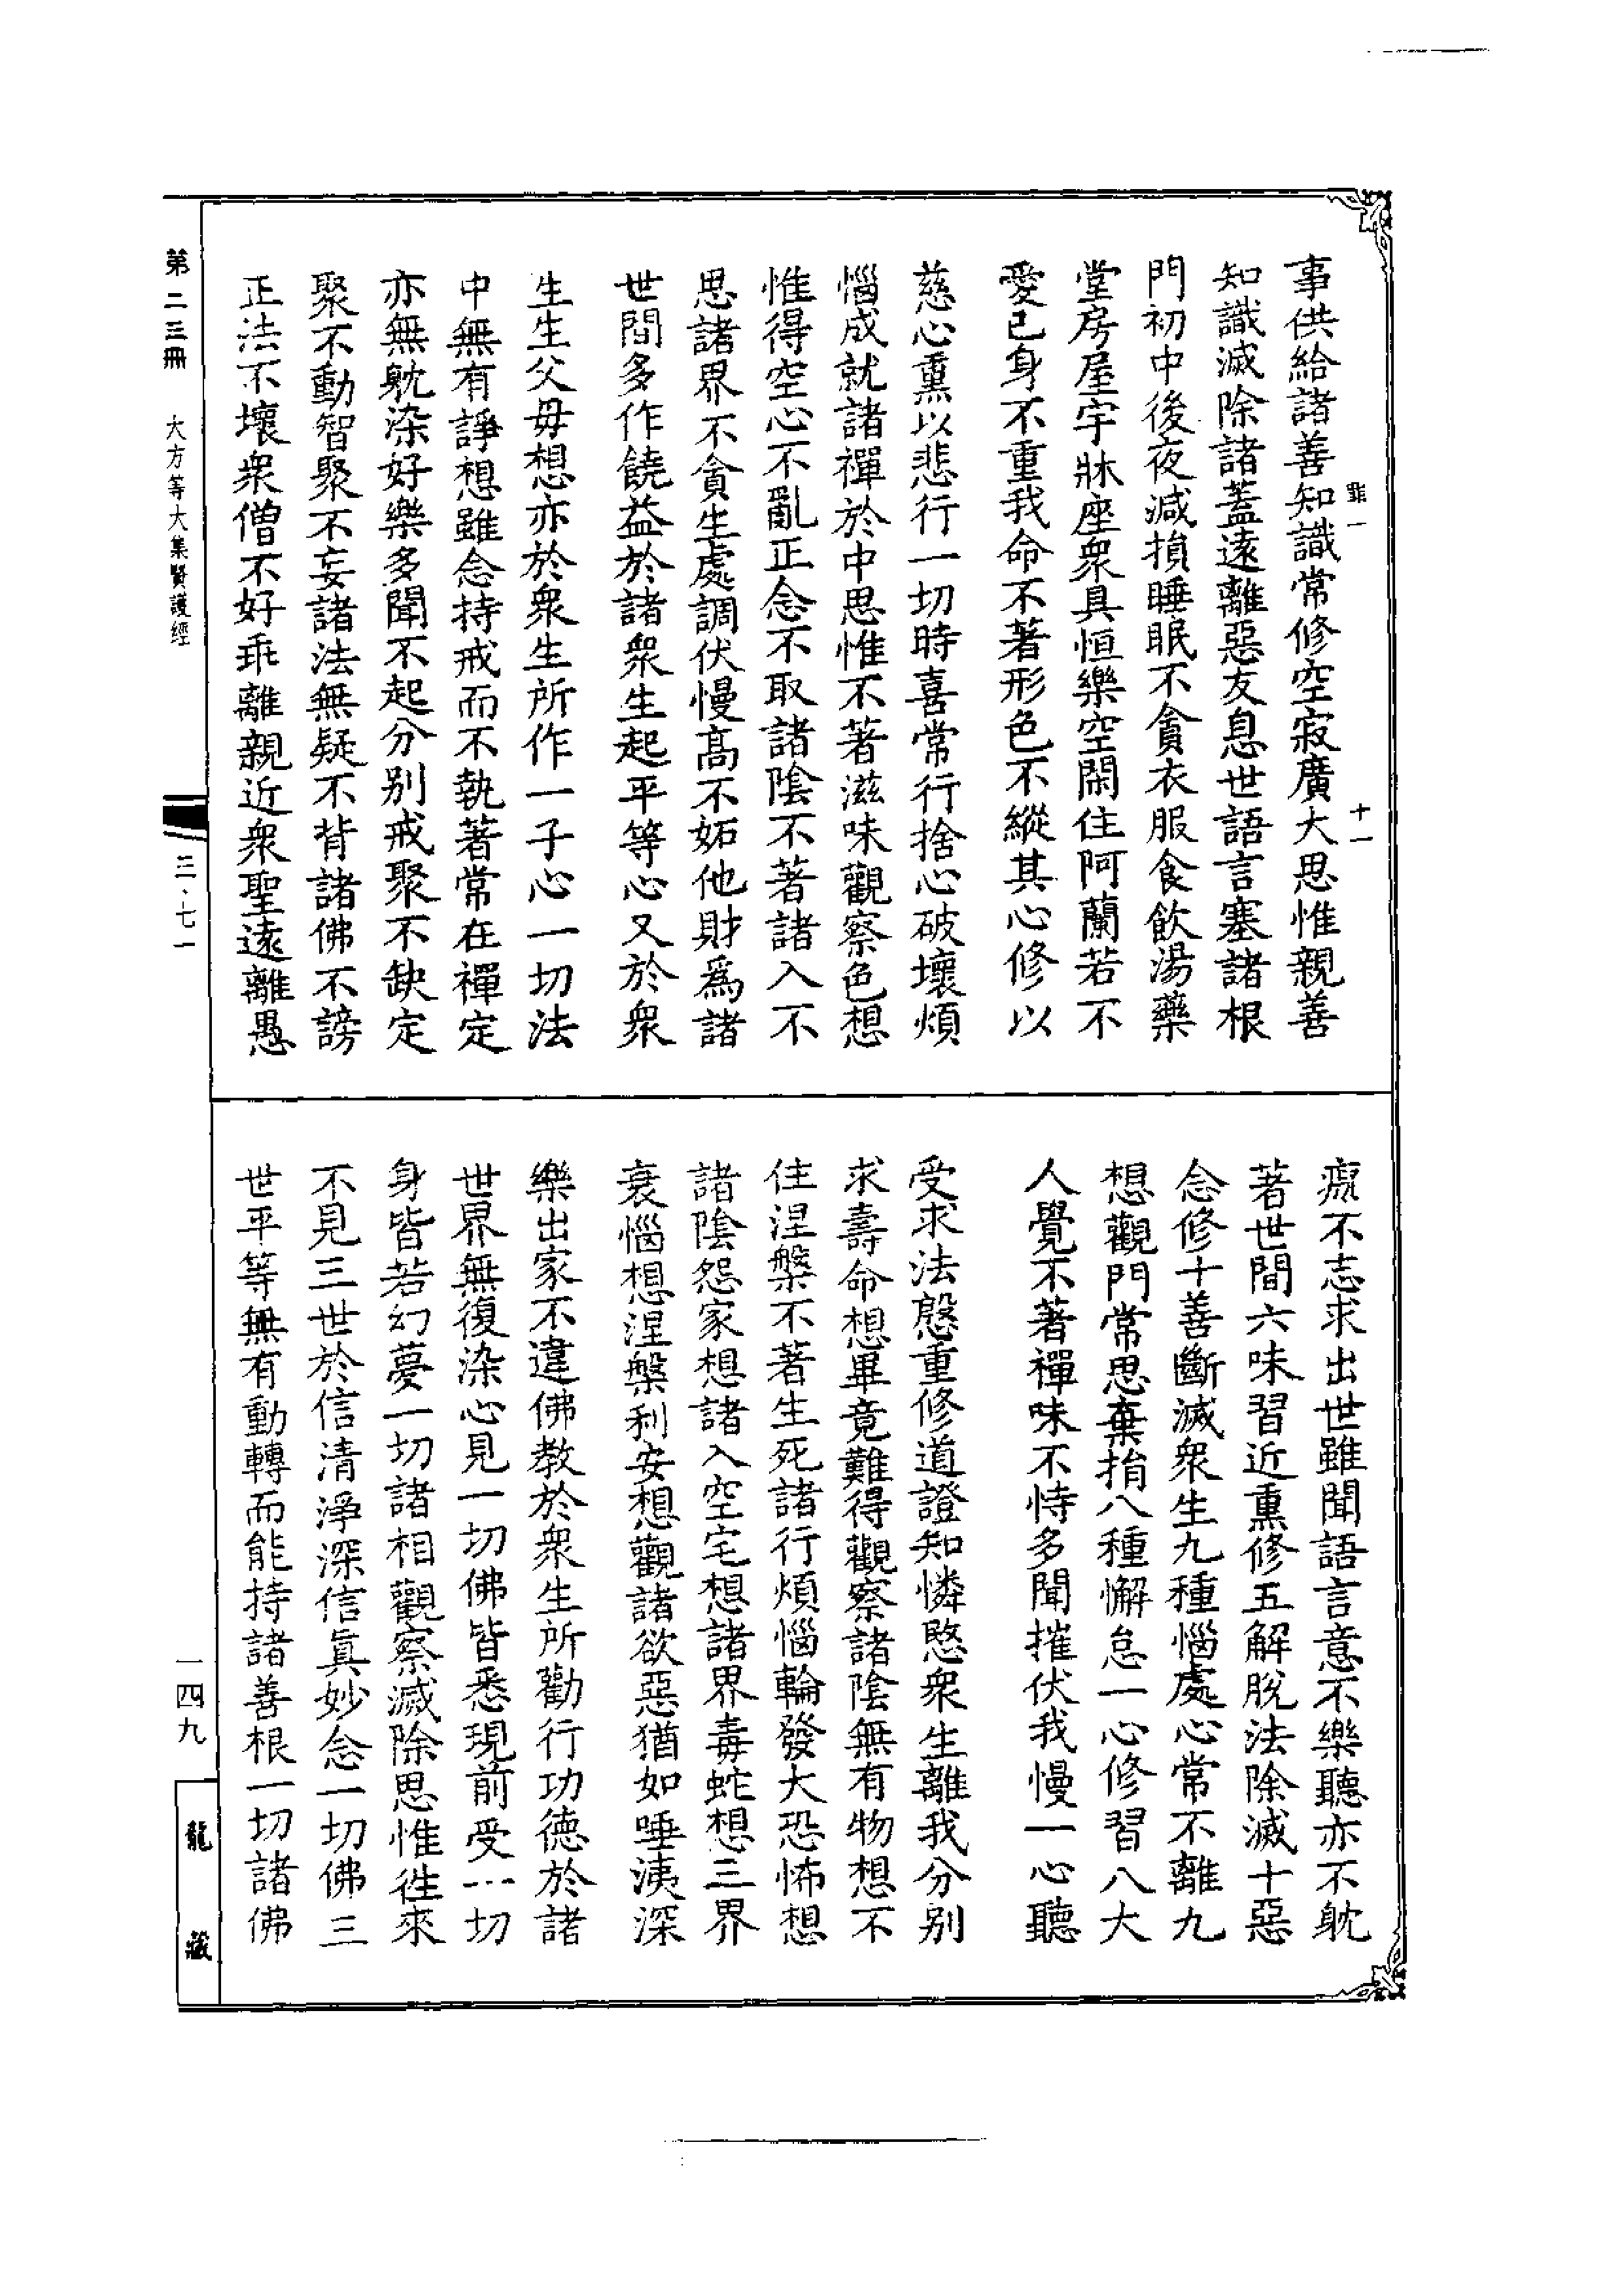 事供給諸善知識常修空寂廣大思惟親善
知識滅除諸蓋遠離惡友息世語言塞諸根
門初中後夜減損睡眠不貪衣服食飲湯藥
堂房屋宇牀座衆具恒樂空閑住阿蘭若不
愛已身不重我命不著形色不縱其心修以
慈心熏以悲行一切時喜常行捨心破壞煩
惱成就諸禪於中思惟不著滋味觀察色想
惟得空心不亂正念不取諸陰不著諸入不
思諸界不貪生處調伏慢高不妬他財爲諸
世間多作饒益於諸衆生起平等心又於衆
生生父母想亦於衆生所作一子心一切法
中無有諍想雖念持戒而不執著常在禪定
亦無躭染好樂多聞不起分别戒聚不缺定
聚不動智聚不妄諸法無疑不背諸佛不謗
正法不壞衆僧不好乖離親近衆聖遠離愚
十一
第二三冊
大方等大集賢護經
三·七一
癡不志求出世雖聞語言意不樂聽亦不躭
著世間六味習近熏修五解脫法除滅十惡
念修十善斷滅衆生九種惱處心常不離九
想觀門常思棄捐八種懈怠一心修習八大
人覺不著禪味不恃多聞摧伏我慢一心聽
受求法慇重修道證知憐愍衆生離我分别
求壽命想畢竟難得觀察諸陰無有物想不
住涅槃不著生死諸行煩惱輪發大恐怖想
諸陰怨家想諸入空宅想諸界毒蛇想三界
衰惱想涅槃利安想觀諸欲惡猶如唾洟深
樂出家不違佛教於衆生所勸行功德於諸
世界無復染心見一切佛皆悉現前受一切
身皆若幻夢一切諸相觀察滅除思惟往來
不見三世於信清淨深信眞妙念一切佛三
世平等無有動轉而能持諸善根一切諸佛
一四九
龍藏